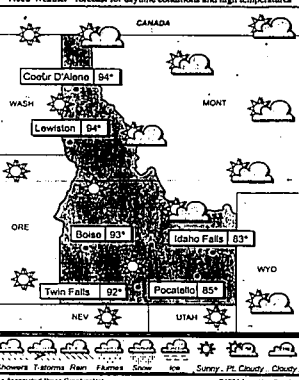 Weather forecast for daytime conditions and high temperatures
CANADA
Coeur D'Alene 94°
WASH
MONT
Lewiston 94°
ORE
Boise 93°
Idaho Falls 83°
WYO
Twin Falls 92°
Pocatello 85°
NEV
UTAH
Showers T-storms Rain Flurries Snow Ice Sunny Pt. Cloudy Cloudy